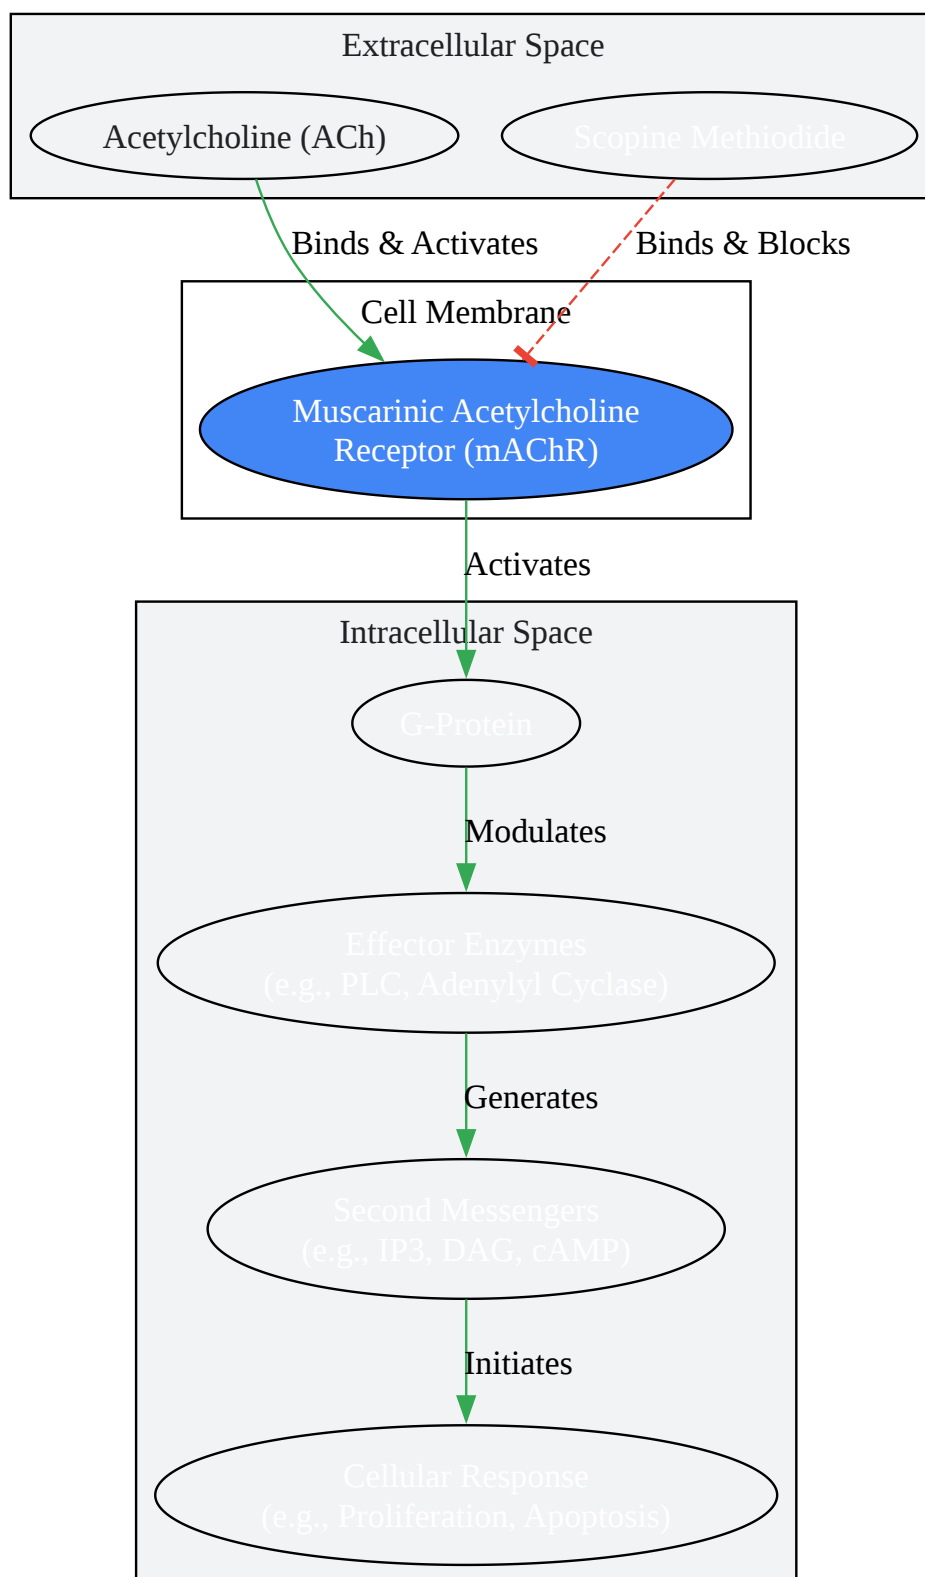 Extracellular Space
Acetylcholine (ACh)
Scopine Methiodide
Binds & Activates
Binds & Blocks
Cell Membrane
Muscarinic Acetylcholine
Receptor (mAChR)
Activates
Intracellular Space
G-Protein
Modulates
Effector Enzymes
(e.g., PLC, Adenylyl Cyclase)
Generates
Second Messengers
(e.g., IP3, DAG, cAMP)
Initiates
Cellular Response
(e.g., Proliferation, Apoptosis)